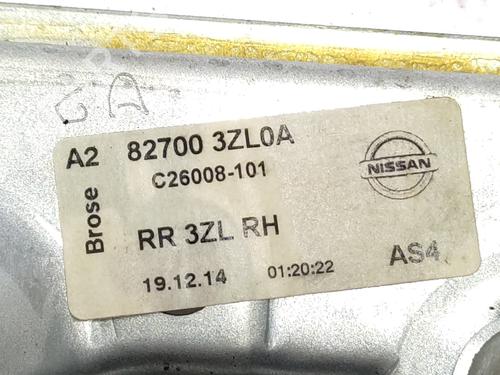 A2 82700 3ZL0A
Brose
C26008-101
NISSAN
RR 3ZL RH
19.12.14 01:20:22 AS4